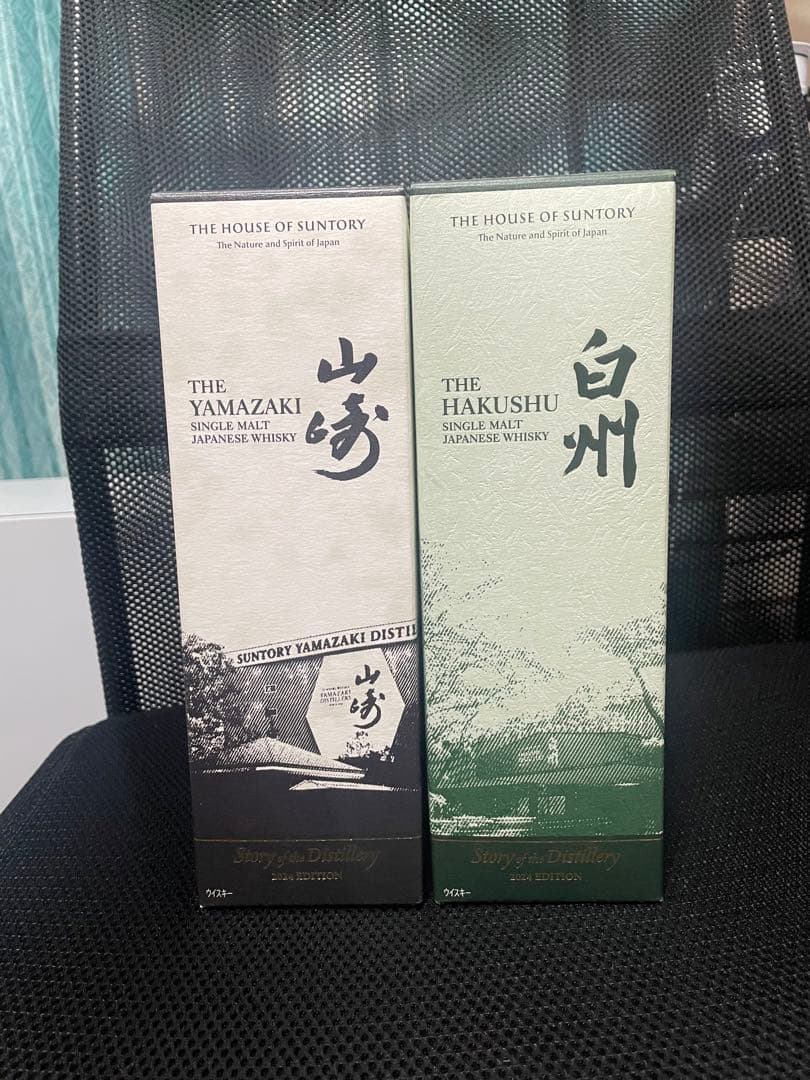 THE HOUSE OF SUNTORY
The Nature and Spirit of Japan
THE
YAMAZAKI
SINGLE MALT
JAPANESE WHISKY
山崎
SUNTORY YAMAZAKI DISTIL
YAMAZAKI
DISTILLERY
山崎
Story of the Distillery
2024 EDITION
ウイスキー
THE HOUSE OF SUNTORY
The Nature and Spirit of Japan
THE
HAKUSHU
SINGLE MALT
JAPANESE WHISKY
白州
Story of the Distillery
2024 EDITION
ウイスキー